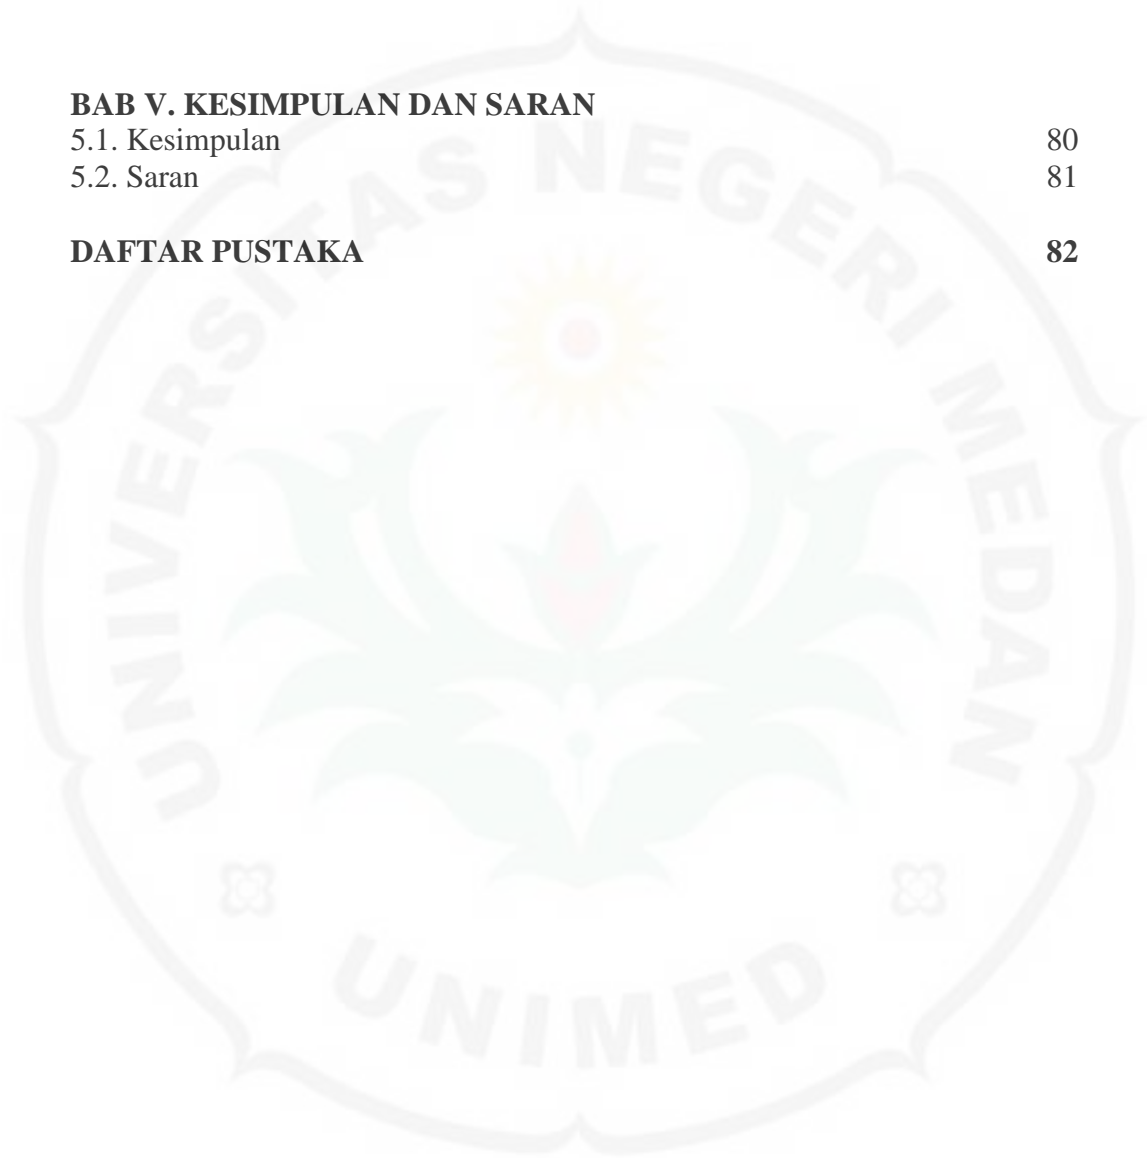 BAB V. KESIMPULAN DAN SARAN
5.1. Kesimpulan 80
5.2. Saran 81
DAFTAR PUSTAKA 82
UNIVERSITAS NEGERI MEDAN
UNIMED